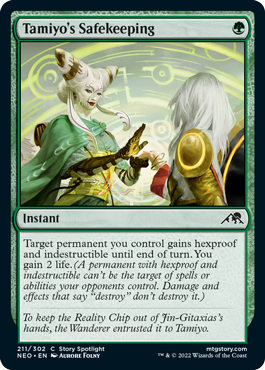 Tamiyo's Safekeeping
Instant
Target permanent you control gains hexproof
and indestructible until end of turn. You
gain 2 life. (A permanent with hexproof and
indestructible can't be the target of spells or
abilities your opponents control. Damage and
effects that say "destroy" don't destroy it.)
To keep the Reality Chip out of Jin-Gitaxias's
hands, the Wanderer entrusted it to Tamiyo.
211/302 C Story Spotlight
mtgstory.com
NEO • EN Aurore Folny
™ & © 2022 Wizards of the Coast